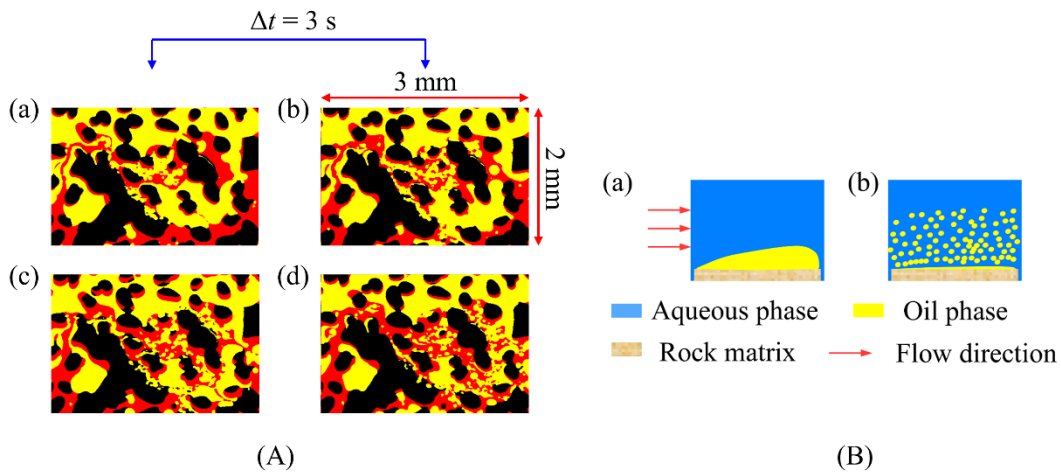 Δt = 3 s
(a)
(b)
3 mm
2 mm
(c)
(d)
(A)
(a)
(b)
Aqueous phase
Oil phase
Rock matrix
Flow direction
(B)